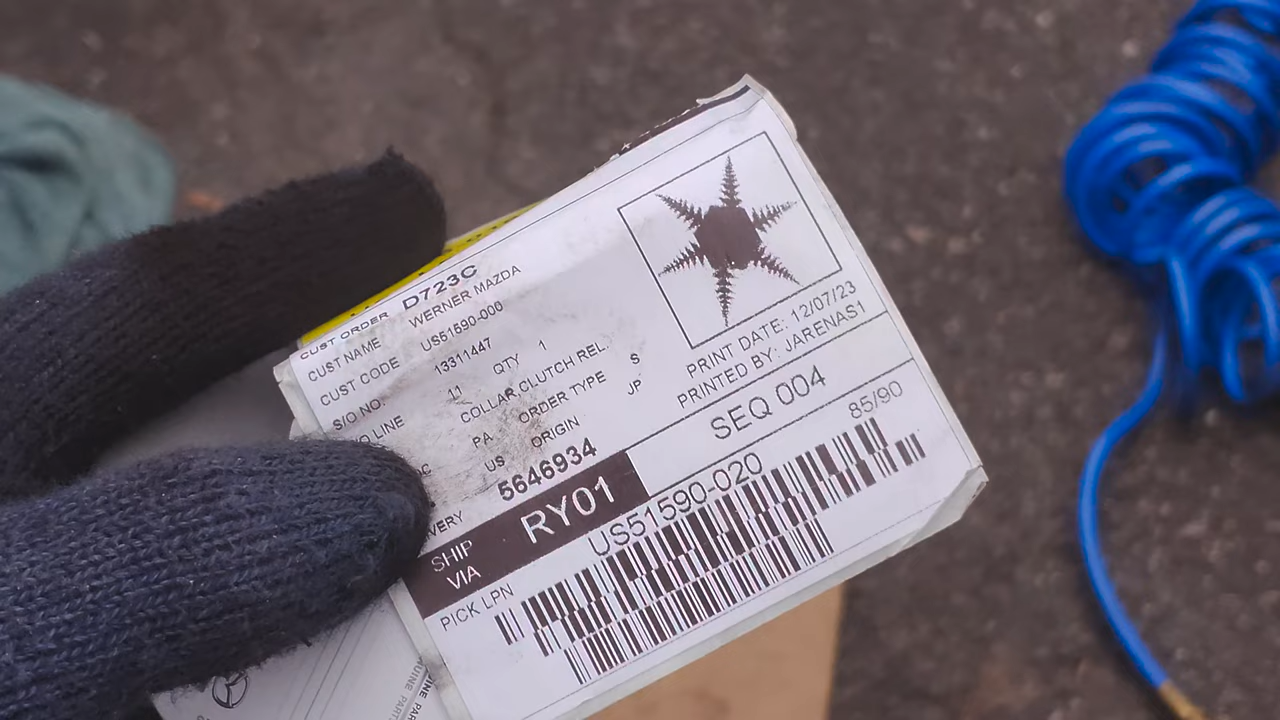 CUST ORDER D723C
CUST NAME WERNER MAZDA
CUST CODE US51590-000
S/O NO. 13311447
LINE 11 QTY 1
COLLAR,CLUTCH REL.
PA ORDER TYPE S
US ORIGIN JP
VERY 5646934
SHIP VIA RY01
PRINT DATE: 12/07/23
PRINTED BY: JARENAS1
SEQ 004
85/90
US51590-020
PICK LPN